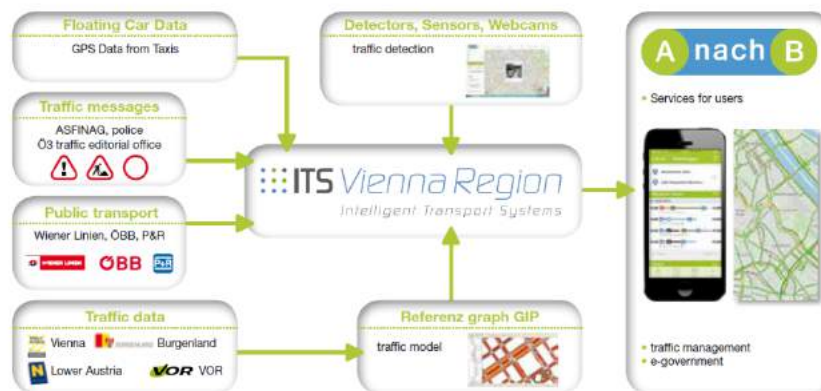 Floating Car Data
GPS Data from Taxis
Detectors, Sensors, Webcams
traffic detection
A nach B
• Services for users
Traffic messages
ASFINAG, police
Ö3 traffic editorial office
ITS Vienna Region
Intelligent Transport Systems
Public transport
Wiener Linien, ÖBB, P&R
WIENER LINIEN ÖBB P&R
Traffic data
Vienna Burgenland
Lower Austria VOR VOR
Referenz graph GIP
traffic model
• traffic management
• e-government